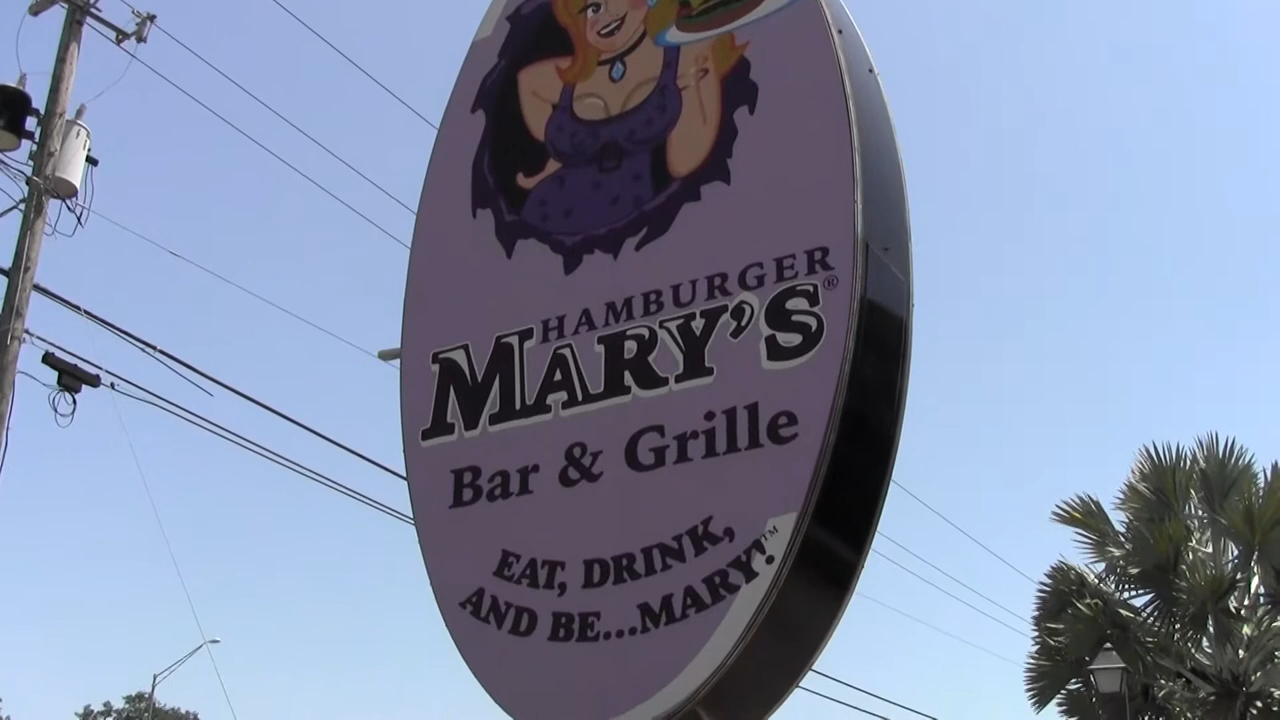 HAMBURGER
MARY'S®
Bar & Grille
EAT, DRINK,
AND BE...MARY!™